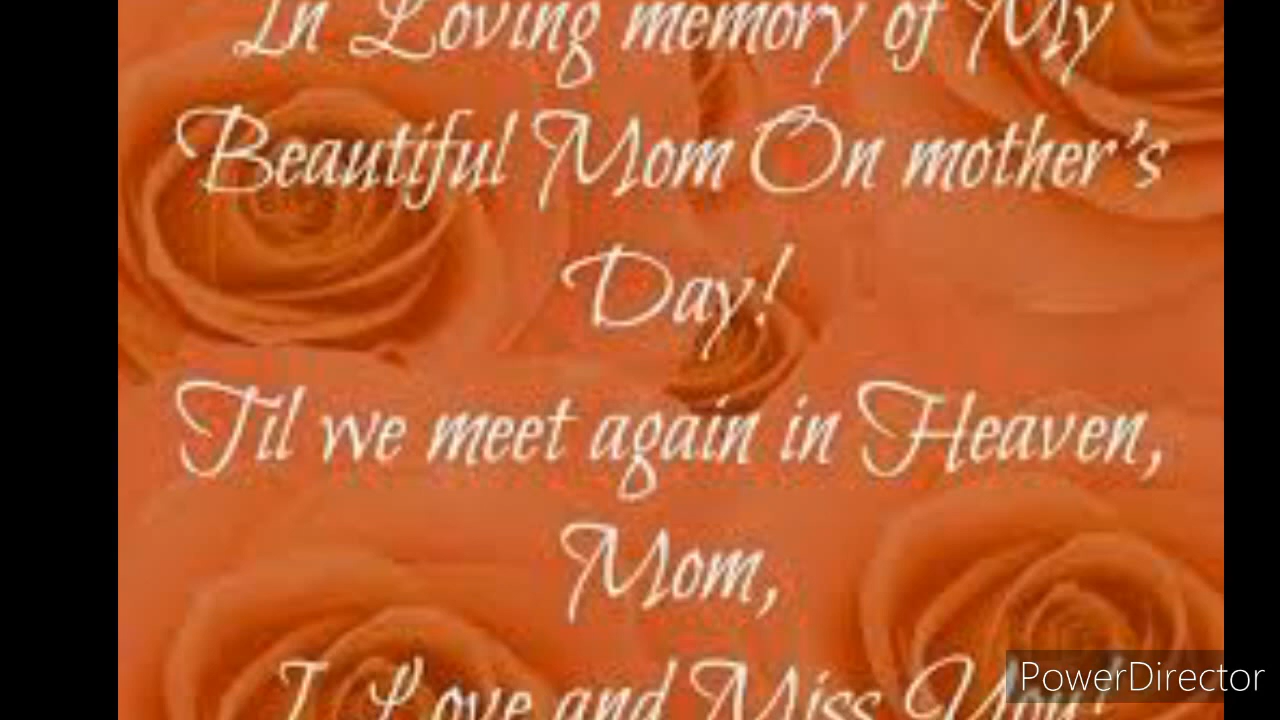 In Loving memory of My
Beautiful Mom On mother's
Day!
Til we meet again in Heaven,
Mom,
I Love and Miss You!
PowerDirector